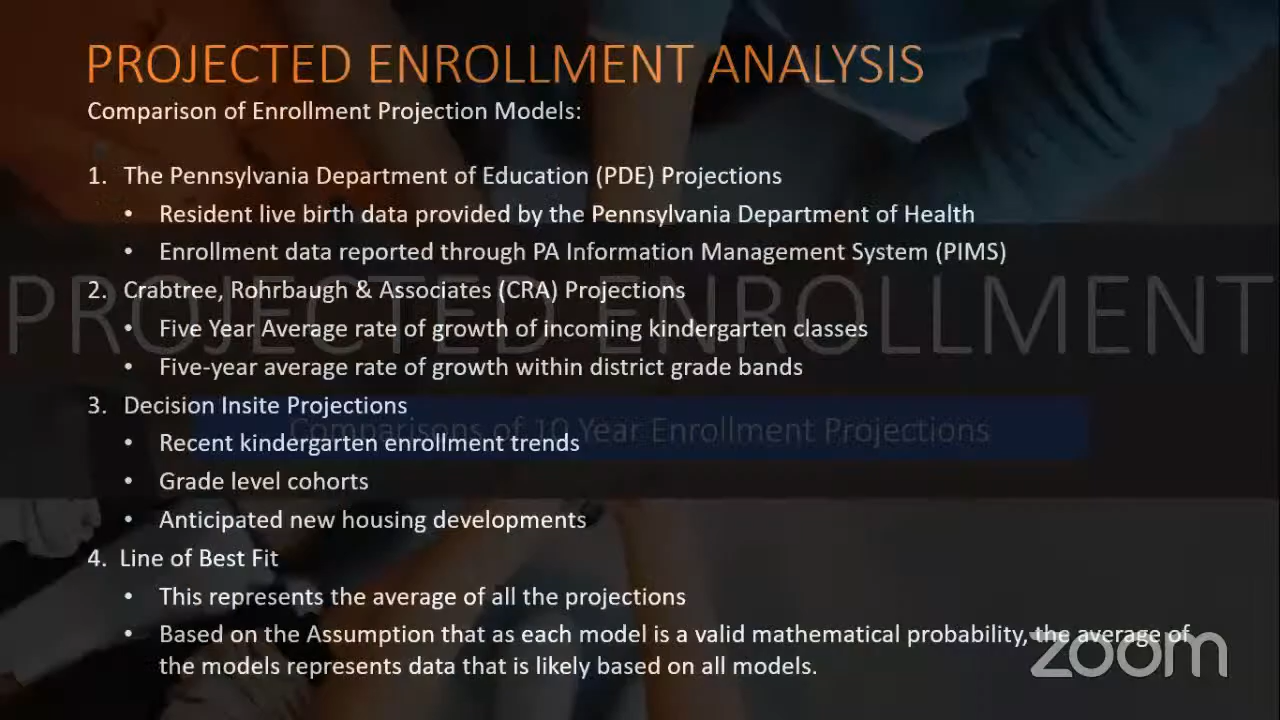 PROJECTED ENROLLMENT ANALYSIS
Comparison of Enrollment Projection Models:
1. The Pennsylvania Department of Education (PDE) Projections
• Resident live birth data provided by the Pennsylvania Department of Health
• Enrollment data reported through PA Information Management System (PIMS)
2. Crabtree, Rohrbaugh & Associates (CRA) Projections
PROJECTED ENROLLMENT
• Five Year Average rate of growth of incoming kindergarten classes
• Five-year average rate of growth within district grade bands
3. Decision Insite Projections
Comparisons of 10 Year Enrollment Projections
• Recent kindergarten enrollment trends
• Grade level cohorts
• Anticipated new housing developments
4. Line of Best Fit
• This represents the average of all the projections
• Based on the Assumption that as each model is a valid mathematical probability, the average of
the models represents data that is likely based on all models.
zoom